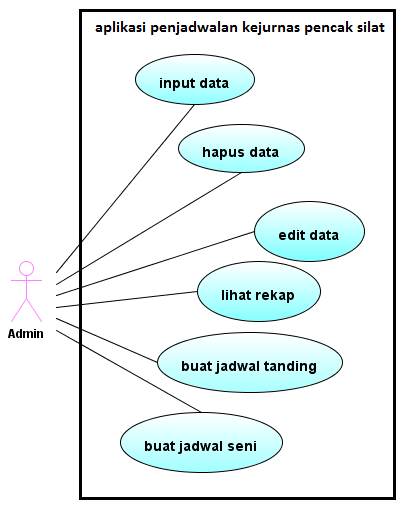 aplikasi penjadwalan kejurnas pencak silat
input data
hapus data
edit data
lihat rekap
Admin
buat jadwal tanding
buat jadwal seni